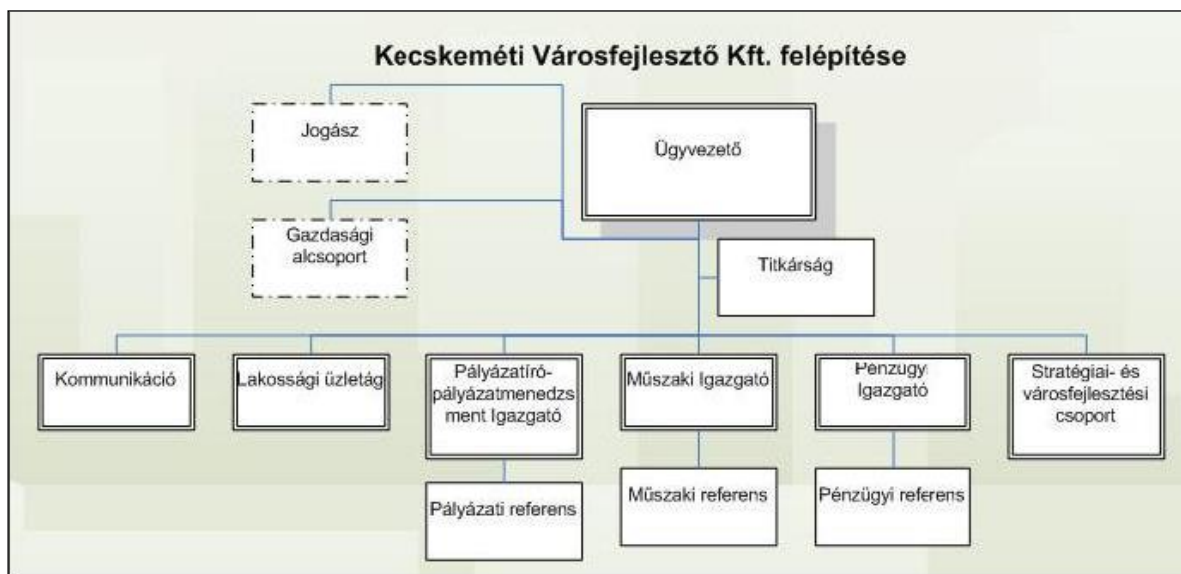 Kecskeméti Városfejlesztő Kft. felépítése
Jogász
Ügyvezető
Gazdasági
alcsoport
Titkárság
Kommunikáció
Lakossági üzletág
Pályázatíró-
pályázatmenedzs
ment Igazgató
Műszaki Igazgató
Pénzügyi
Igazgató
Stratégiai- és
városfejlesztési
csoport
Pályázati referens
Műszaki referens
Pénzügyi referens